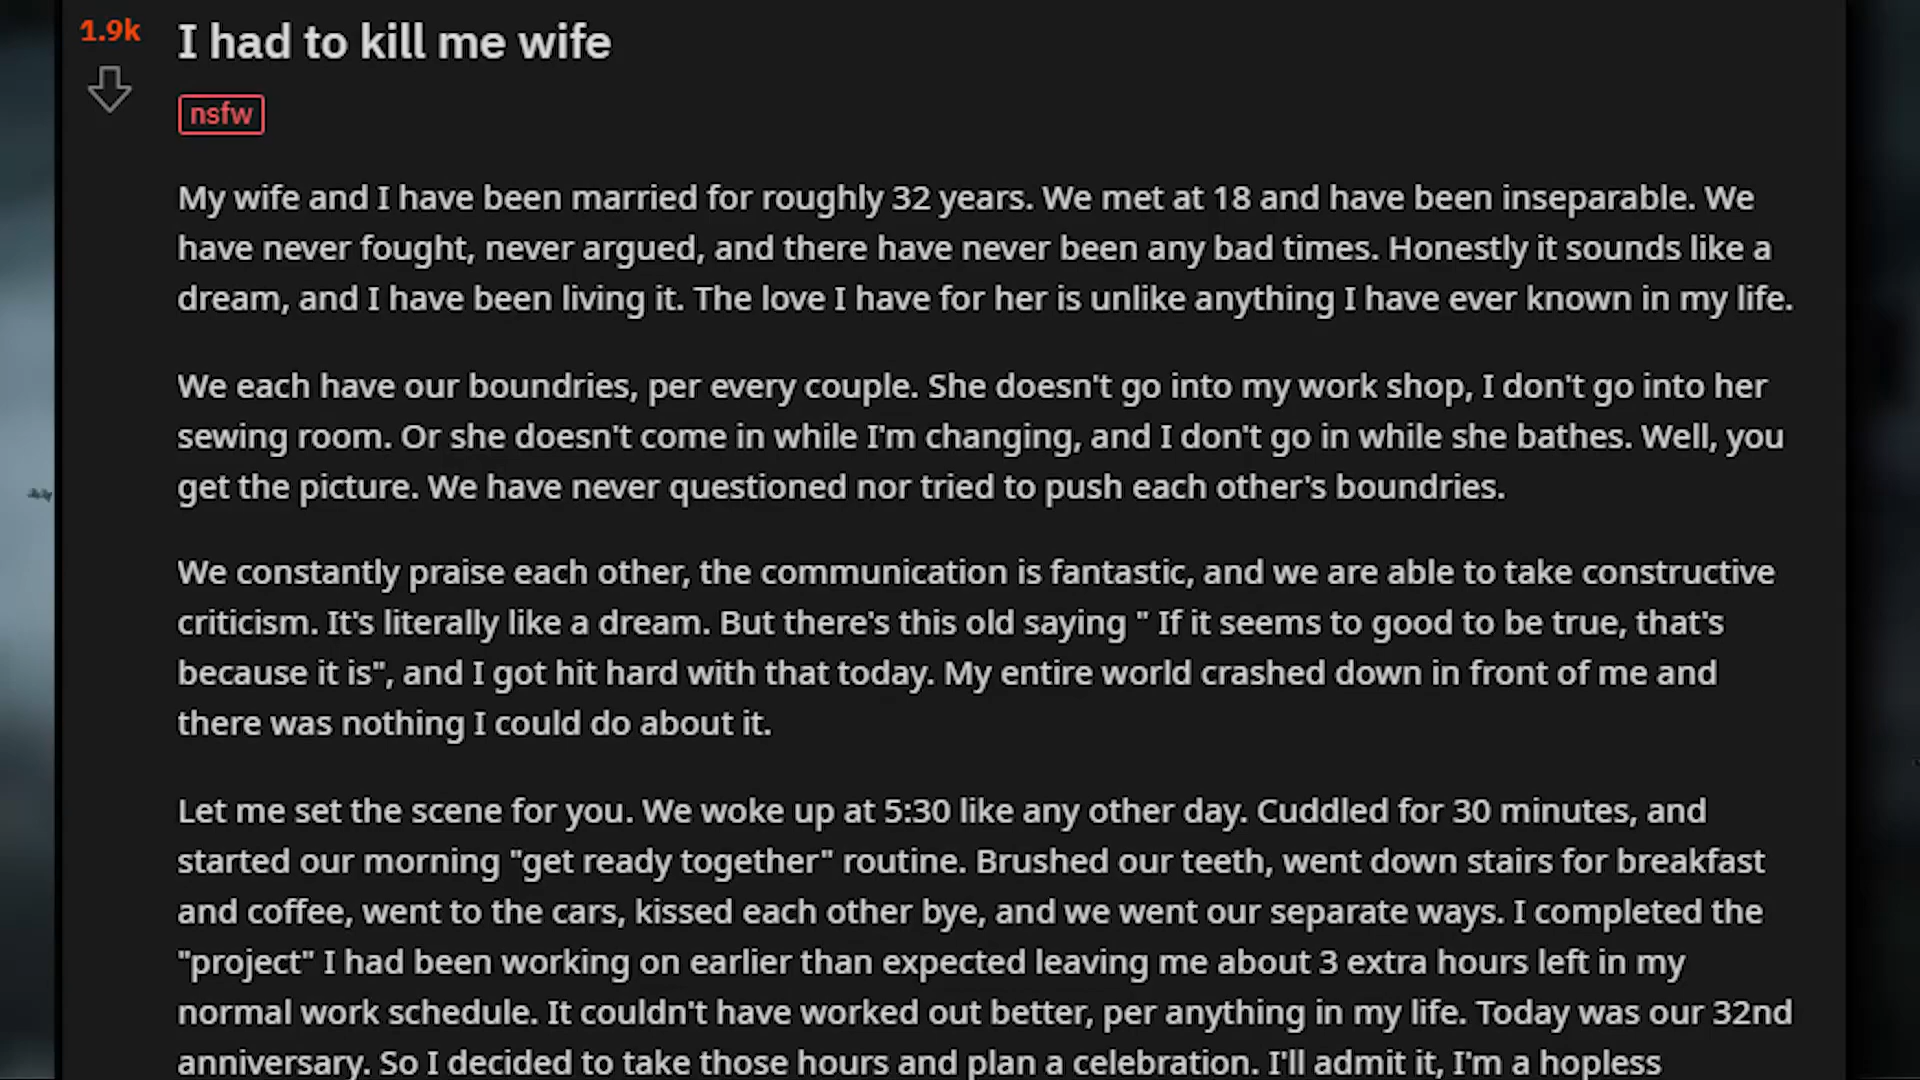 1.9k
I had to kill me wife
nsfw
My wife and I have been married for roughly 32 years. We met at 18 and have been inseparable. We
have never fought, never argued, and there have never been any bad times. Honestly it sounds like a
dream, and I have been living it. The love I have for her is unlike anything I have ever known in my life.
We each have our boundries, per every couple. She doesn't go into my work shop, I don't go into her
sewing room. Or she doesn't come in while I'm changing, and I don't go in while she bathes. Well, you
get the picture. We have never questioned nor tried to push each other's boundries.
We constantly praise each other, the communication is fantastic, and we are able to take constructive
criticism. It's literally like a dream. But there's this old saying " If it seems to good to be true, that's
because it is", and I got hit hard with that today. My entire world crashed down in front of me and
there was nothing I could do about it.
Let me set the scene for you. We woke up at 5:30 like any other day. Cuddled for 30 minutes, and
started our morning "get ready together" routine. Brushed our teeth, went down stairs for breakfast
and coffee, went to the cars, kissed each other bye, and we went our separate ways. I completed the
"project" I had been working on earlier than expected leaving me about 3 extra hours left in my
normal work schedule. It couldn't have worked out better, per anything in my life. Today was our 32nd
anniversary. So I decided to take those hours and plan a celebration. I'll admit it, I'm a hopless